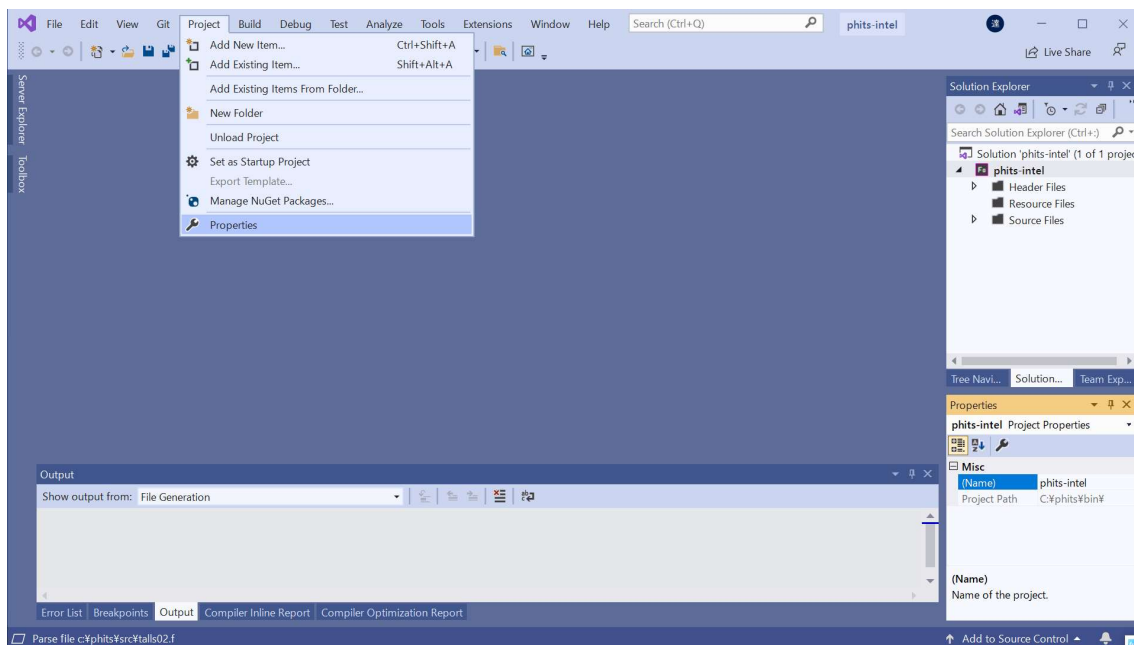 File Edit View Git Project Build Debug Test Analyze Tools Extensions Window Help Search (Ctrl+Q) phits-intel
Live Share
Add New Item... Ctrl+Shift+A
Add Existing Item... Shift+Alt+A
Add Existing Items From Folder...
New Folder
Unload Project
Set as Startup Project
Export Template...
Manage NuGet Packages...
Properties
Server Explorer
Toolbox
Solution Explorer
Search Solution Explorer (Ctrl+:)
Solution 'phits-intel' (1 of 1 projec
phits-intel
Header Files
Resource Files
Source Files
Tree Navi... Solution... Team Exp...
Properties
phits-intel Project Properties
Misc
(Name) phits-intel
Project Path C:¥phits¥bin¥
(Name)
Name of the project.
Output
Show output from: File Generation
Error List Breakpoints Output Compiler Inline Report Compiler Optimization Report
Parse file c:¥phits¥src¥talls02.f
Add to Source Control